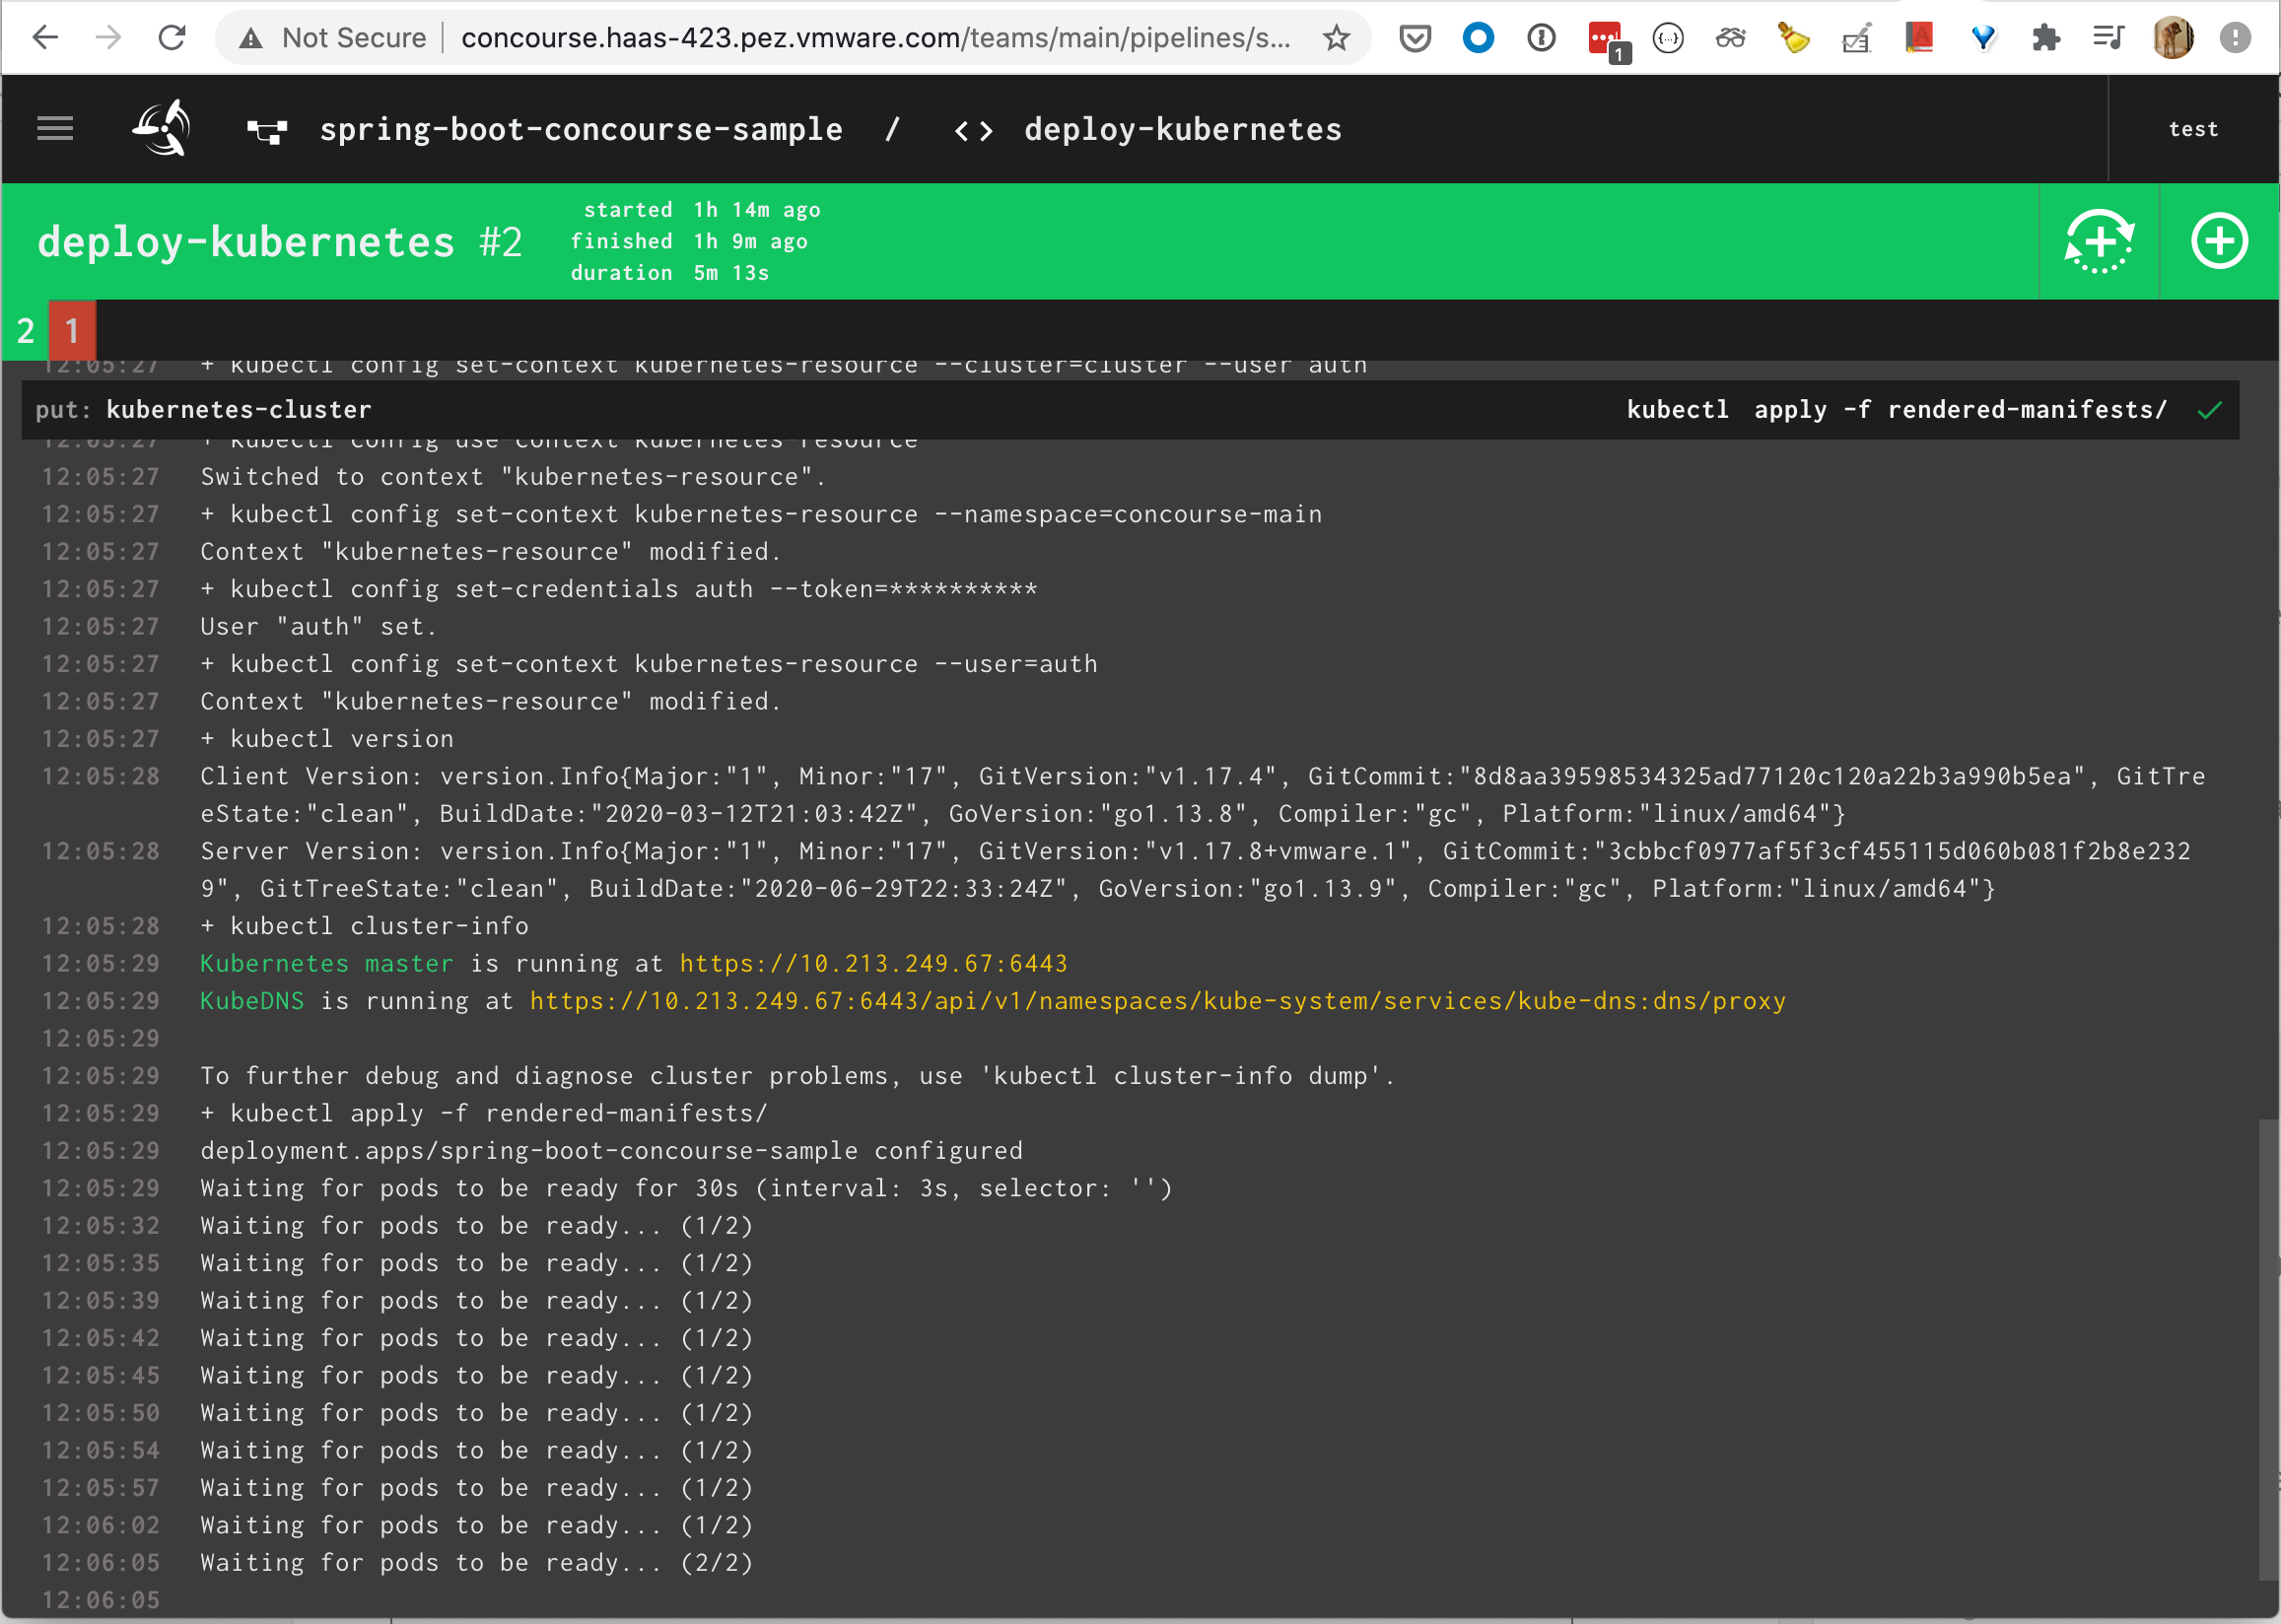 Not Secure concourse.haas-423.pez.vmware.com/teams/main/pipelines/s...
1
spring-boot-concourse-sample / <> deploy-kubernetes test
deploy-kubernetes #2
started 1h 14m ago
finished 1h 9m ago
duration 5m 13s
2 1
12:05:27 + kubectl config set-context kubernetes-resource --cluster=cluster --user auth
put: kubernetes-cluster kubectl apply -f rendered-manifests/
12:05:27 + kubectl config use-context kubernetes-resource
12:05:27 Switched to context "kubernetes-resource".
12:05:27 + kubectl config set-context kubernetes-resource --namespace=concourse-main
12:05:27 Context "kubernetes-resource" modified.
12:05:27 + kubectl config set-credentials auth --token=**********
12:05:27 User "auth" set.
12:05:27 + kubectl config set-context kubernetes-resource --user=auth
12:05:27 Context "kubernetes-resource" modified.
12:05:27 + kubectl version
12:05:28 Client Version: version.Info{Major:"1", Minor:"17", GitVersion:"v1.17.4", GitCommit:"8d8aa39598534325ad77120c120a22b3a990b5ea", GitTre
eState:"clean", BuildDate:"2020-03-12T21:03:42Z", GoVersion:"go1.13.8", Compiler:"gc", Platform:"linux/amd64"}
12:05:28 Server Version: version.Info{Major:"1", Minor:"17", GitVersion:"v1.17.8+vmware.1", GitCommit:"3cbbcf0977af5f3cf455115d060b081f2b8e232
9", GitTreeState:"clean", BuildDate:"2020-06-29T22:33:24Z", GoVersion:"go1.13.9", Compiler:"gc", Platform:"linux/amd64"}
12:05:28 + kubectl cluster-info
12:05:29 Kubernetes master is running at https://10.213.249.67:6443
12:05:29 KubeDNS is running at https://10.213.249.67:6443/api/v1/namespaces/kube-system/services/kube-dns:dns/proxy
12:05:29
12:05:29 To further debug and diagnose cluster problems, use 'kubectl cluster-info dump'.
12:05:29 + kubectl apply -f rendered-manifests/
12:05:29 deployment.apps/spring-boot-concourse-sample configured
12:05:29 Waiting for pods to be ready for 30s (interval: 3s, selector: '')
12:05:32 Waiting for pods to be ready... (1/2)
12:05:35 Waiting for pods to be ready... (1/2)
12:05:39 Waiting for pods to be ready... (1/2)
12:05:42 Waiting for pods to be ready... (1/2)
12:05:45 Waiting for pods to be ready... (1/2)
12:05:50 Waiting for pods to be ready... (1/2)
12:05:54 Waiting for pods to be ready... (1/2)
12:05:57 Waiting for pods to be ready... (1/2)
12:06:02 Waiting for pods to be ready... (1/2)
12:06:05 Waiting for pods to be ready... (2/2)
12:06:05